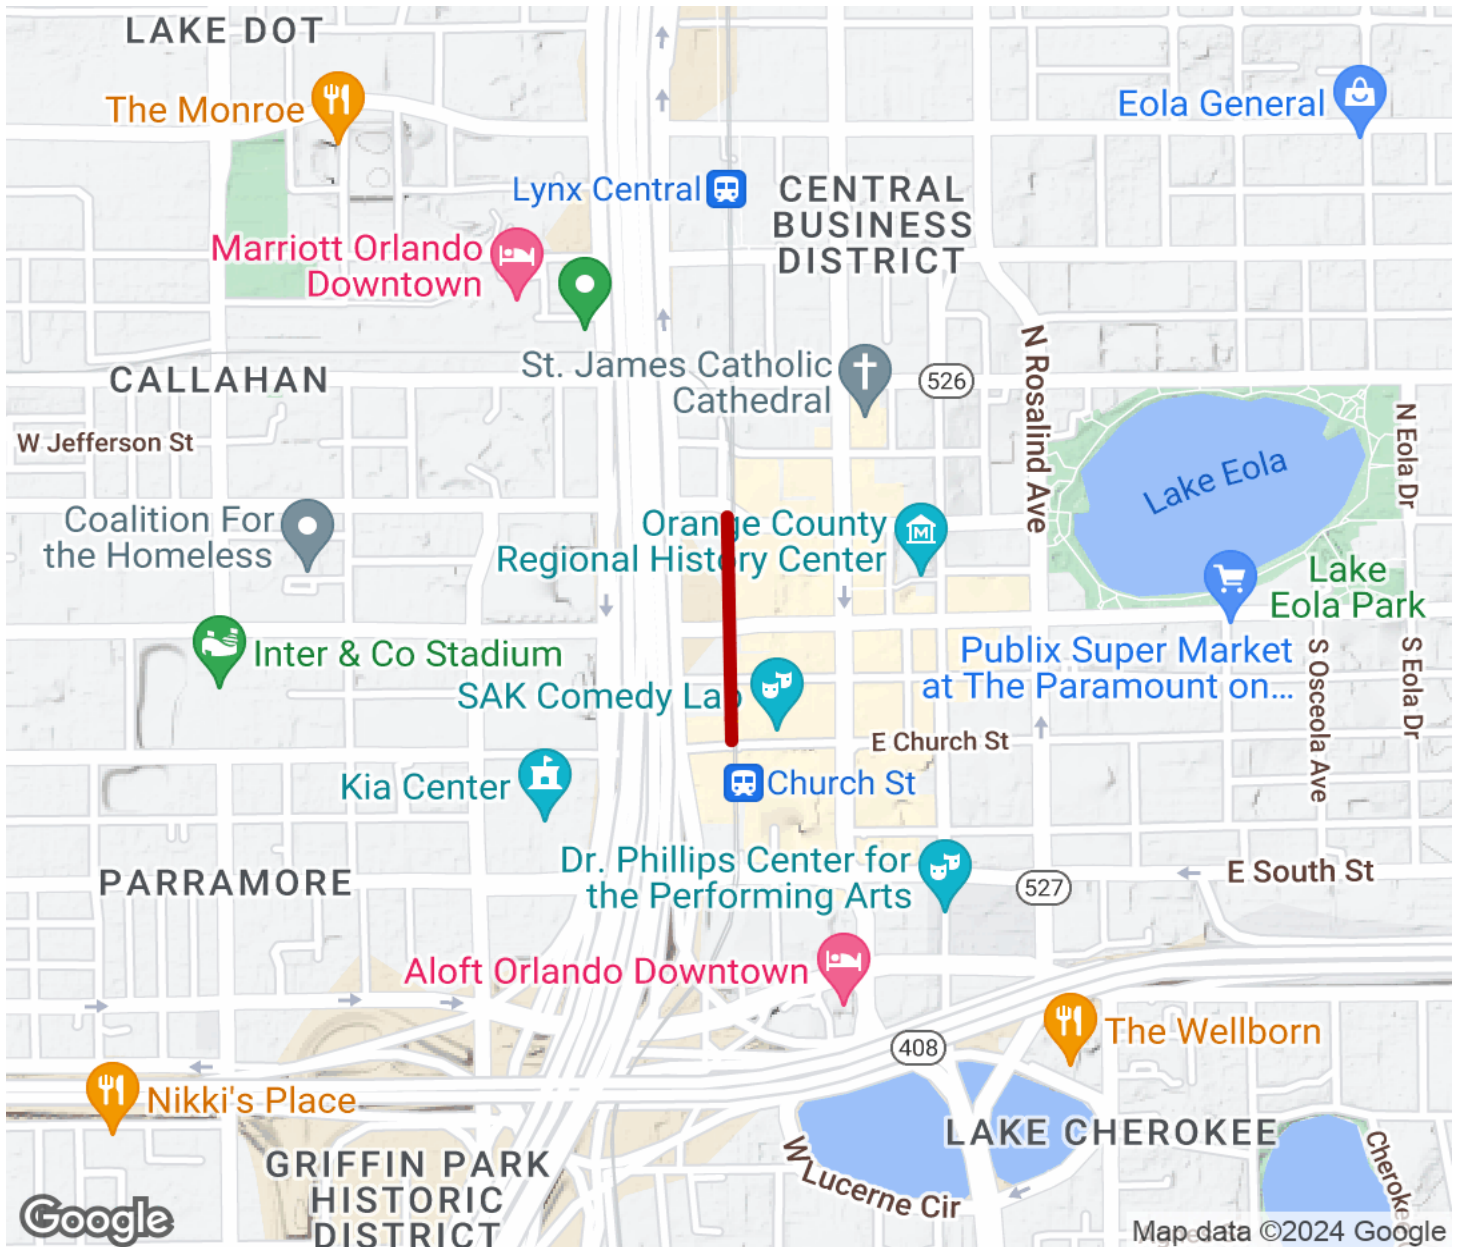 LAKE DOT
The Monroe
Eola General
Lynx Central
CENTRAL
BUSINESS
DISTRICT
Marriott Orlando
Downtown
N Rosalind Ave
St. James Catholic
Cathedral
526
CALLAHAN
W Jefferson St
N Eola Dr
Lake Eola
Coalition For
the Homeless
Orange County
Regional History Center
M
Lake
Eola Park
Inter & Co Stadium
Publix Super Market
at The Paramount on...
SAK Comedy Lab
S Osceola Ave
S Eola Dr
E Church St
Kia Center
Church St
Dr. Phillips Center for
the Performing Arts
527
E South St
PARRAMORE
Aloft Orlando Downtown
The Wellborn
408
Nikki's Place
LAKE CHEROKEE
GRIFFIN PARK
HISTORIC
DISTRICT
W Lucerne Cir
Google
Map data ©2024 Google